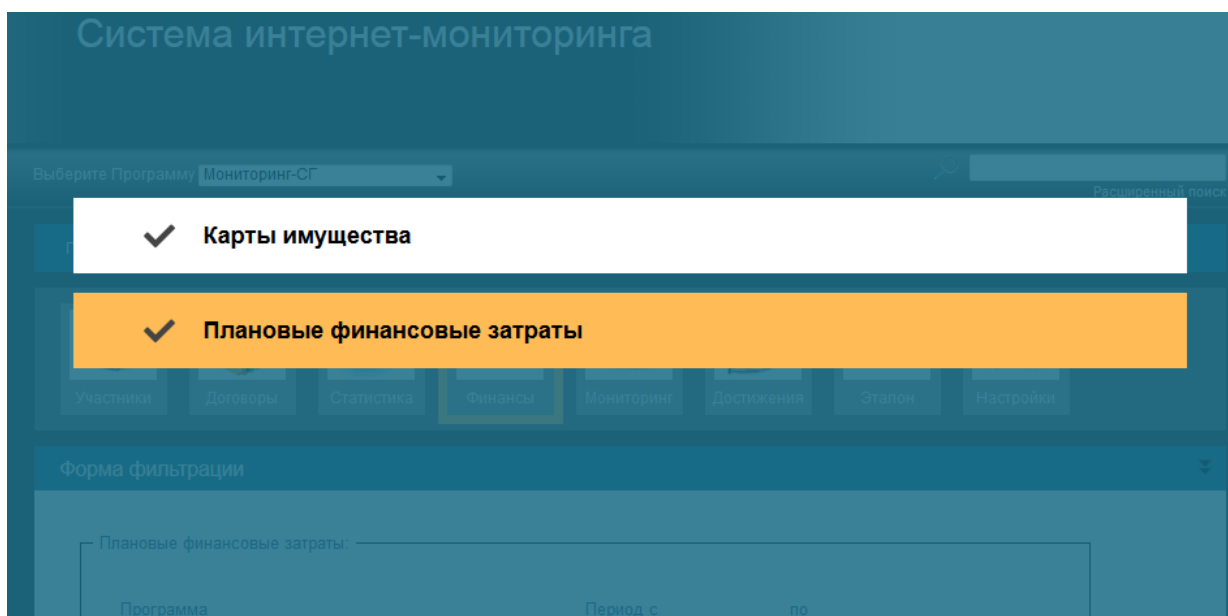 Система интернет-мониторинга
Выберите Программу Мониторинг-СГ
Расширенный поиск
Карты имущества
Плановые финансовые затраты
Участники Договоры Статистика Финансы Мониторинг Достижения Эталон Настройки
Форма фильтрации
Плановые финансовые затраты:
Программа Период с по